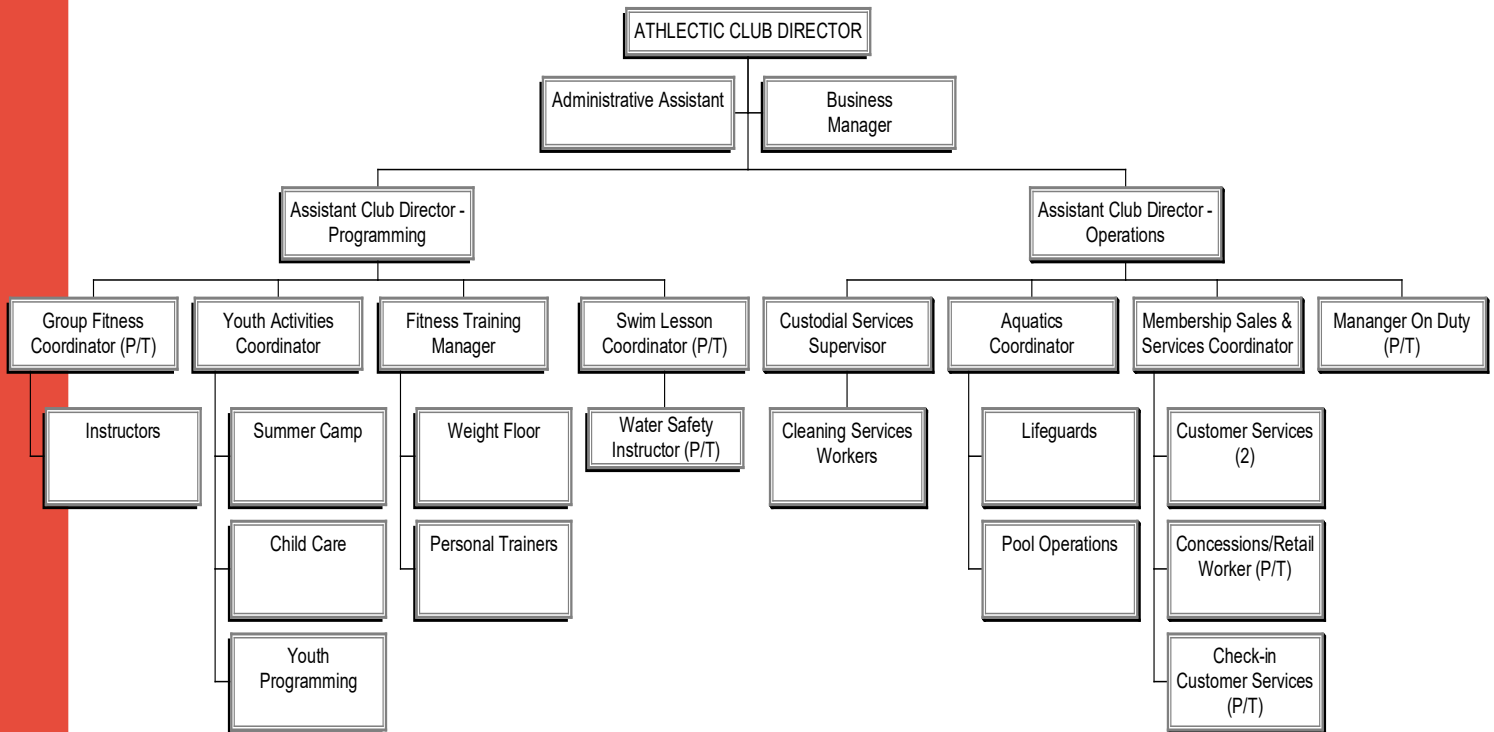 ATHLECTIC CLUB DIRECTOR
Administrative Assistant
Business
Manager
Assistant Club Director -
Programming
Assistant Club Director -
Operations
Group Fitness
Coordinator (P/T)
Youth Activities
Coordinator
Fitness Training
Manager
Swim Lesson
Coordinator (P/T)
Custodial Services
Supervisor
Aquatics
Coordinator
Membership Sales &
Services Coordinator
Mananger On Duty
(P/T)
Instructors
Summer Camp
Weight Floor
Water Safety
Instructor (P/T)
Cleaning Services
Workers
Lifeguards
Customer Services
(2)
Child Care
Personal Trainers
Pool Operations
Concessions/Retail
Worker (P/T)
Youth
Programming
Check-in
Customer Services
(P/T)